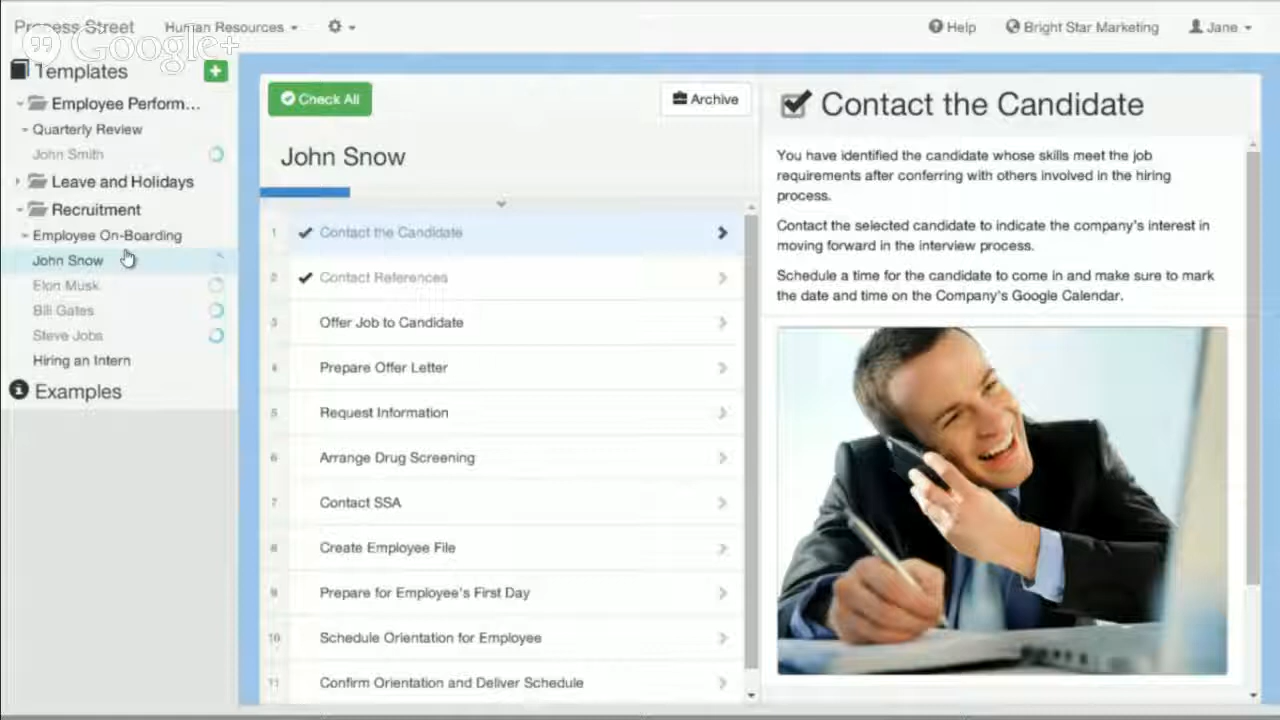 Process Street
Human Resources
Help
Bright Star Marketing
Jane
Google+
Templates
Employee Perform...
Quarterly Review
John Smith
Leave and Holidays
Recruitment
Employee On-Boarding
John Snow
Elon Musk
Bill Gates
Steve Jobs
Hiring an Intern
Examples
Check All
Archive
John Snow
1 Contact the Candidate
2 Contact References
3 Offer Job to Candidate
4 Prepare Offer Letter
5 Request Information
6 Arrange Drug Screening
7 Contact SSA
8 Create Employee File
9 Prepare for Employee's First Day
10 Schedule Orientation for Employee
11 Confirm Orientation and Deliver Schedule
Contact the Candidate
You have identified the candidate whose skills meet the job
requirements after conferring with others involved in the hiring
process.
Contact the selected candidate to indicate the company's interest in
moving forward in the interview process.
Schedule a time for the candidate to come in and make sure to mark
the date and time on the Company's Google Calendar.